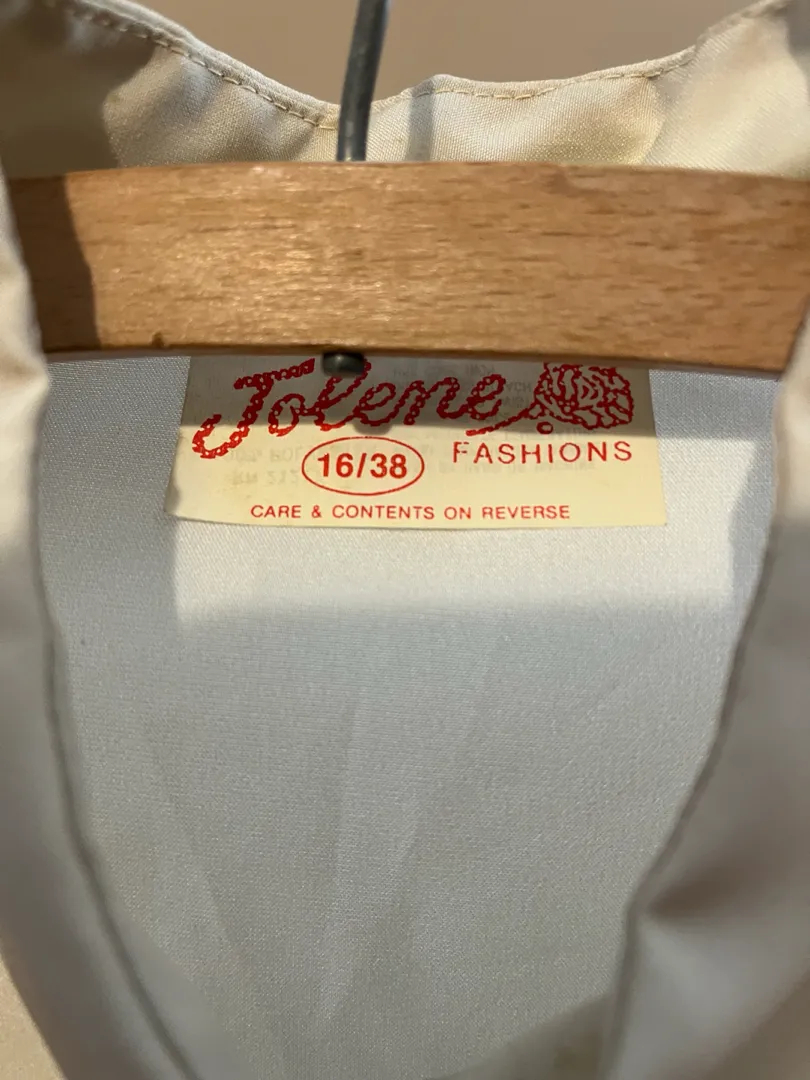 Jolene
FASHIONS
16/38
CARE & CONTENTS ON REVERSE